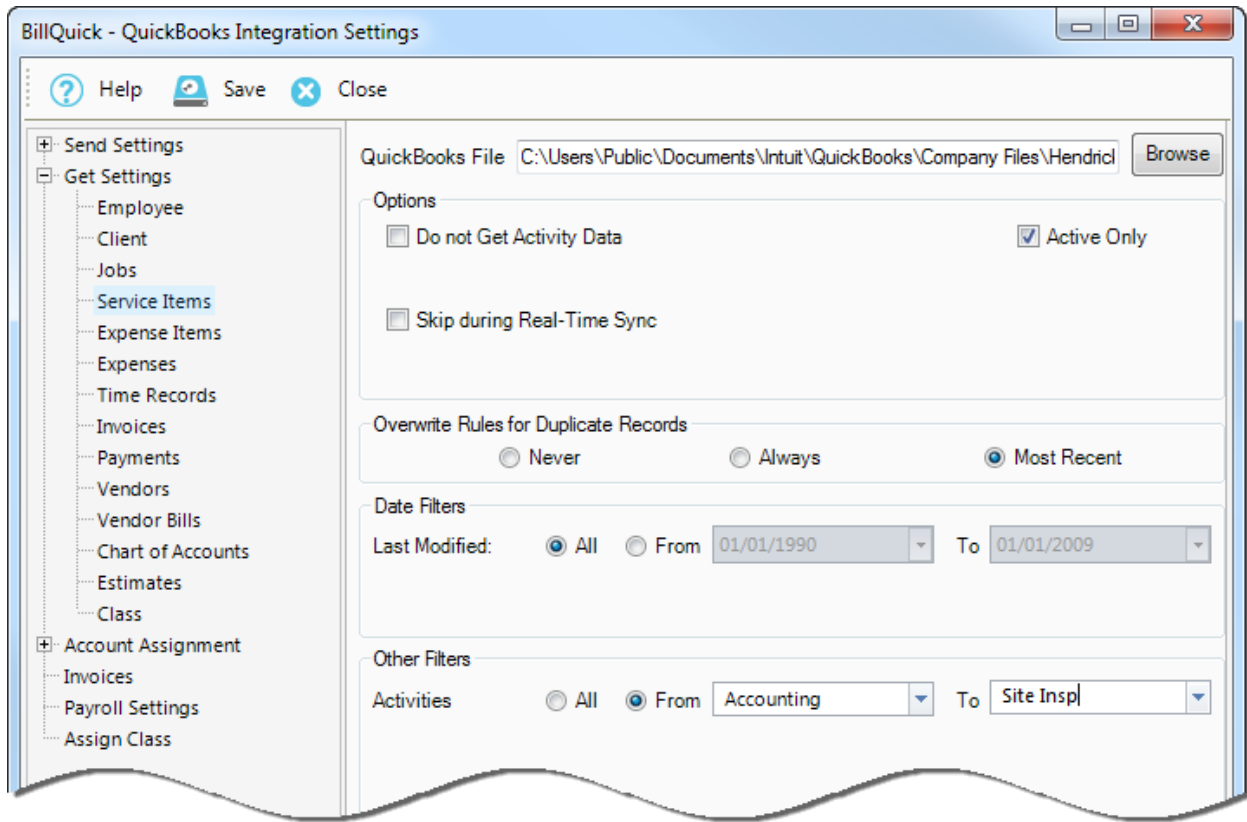 BillQuick - QuickBooks Integration Settings
Help Save Close
Send Settings
Get Settings
Employee
Client
Jobs
Service Items
Expense Items
Expenses
Time Records
Invoices
Payments
Vendors
Vendor Bills
Chart of Accounts
Estimates
Class
Account Assignment
Invoices
Payroll Settings
Assign Class
QuickBooks File C:\Users\Public\Documents\Intuit\QuickBooks\Company Files\Hendricl Browse
Options
Do not Get Activity Data Active Only
Skip during Real-Time Sync
Overwrite Rules for Duplicate Records
Never Always Most Recent
Date Filters
Last Modified: All From 01/01/1990 To 01/01/2009
Other Filters
Activities All From Accounting To Site Insp